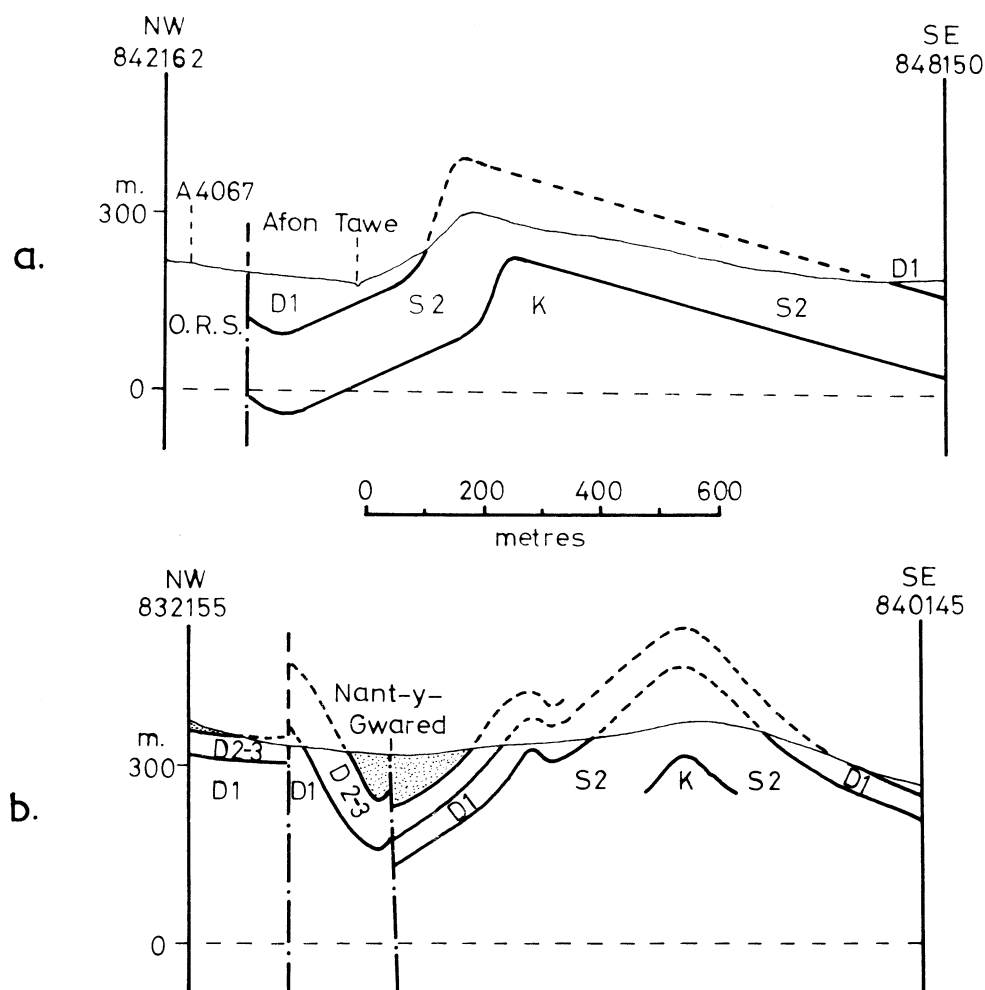 NW
842162
SE
848150
m.
300
A4067
Afon Tawe
a.
D1
D1
S2
K
S2
O.R.S.
0
0 200 400 600
metres
NW
832155
SE
840145
Nant-y-
Gwared
m.
300
D2-3
D1
D1
D2-3
D1
S2
K
S2
D1
b.
0